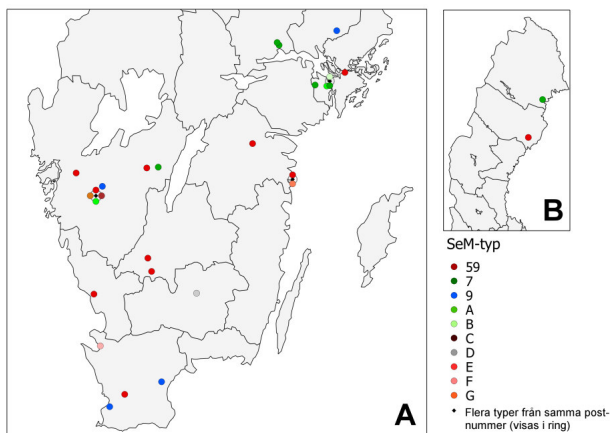 A
B
SeM-typ
59
7
9
A
B
C
D
E
F
G
Flera typer från samma post-
nummer (visas i ring)